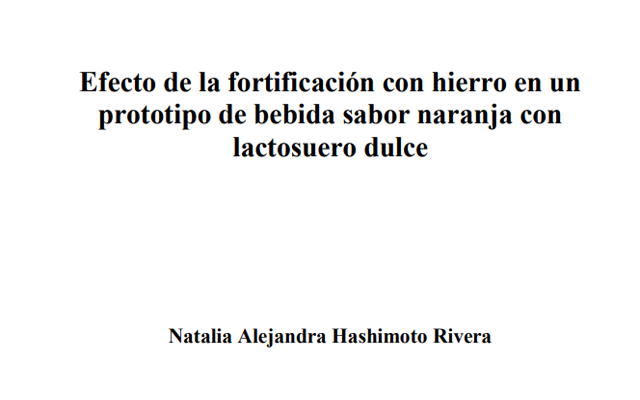 Efecto de la fortificación con hierro en un
prototipo de bebida sabor naranja con
lactosuero dulce
Natalia Alejandra Hashimoto Rivera